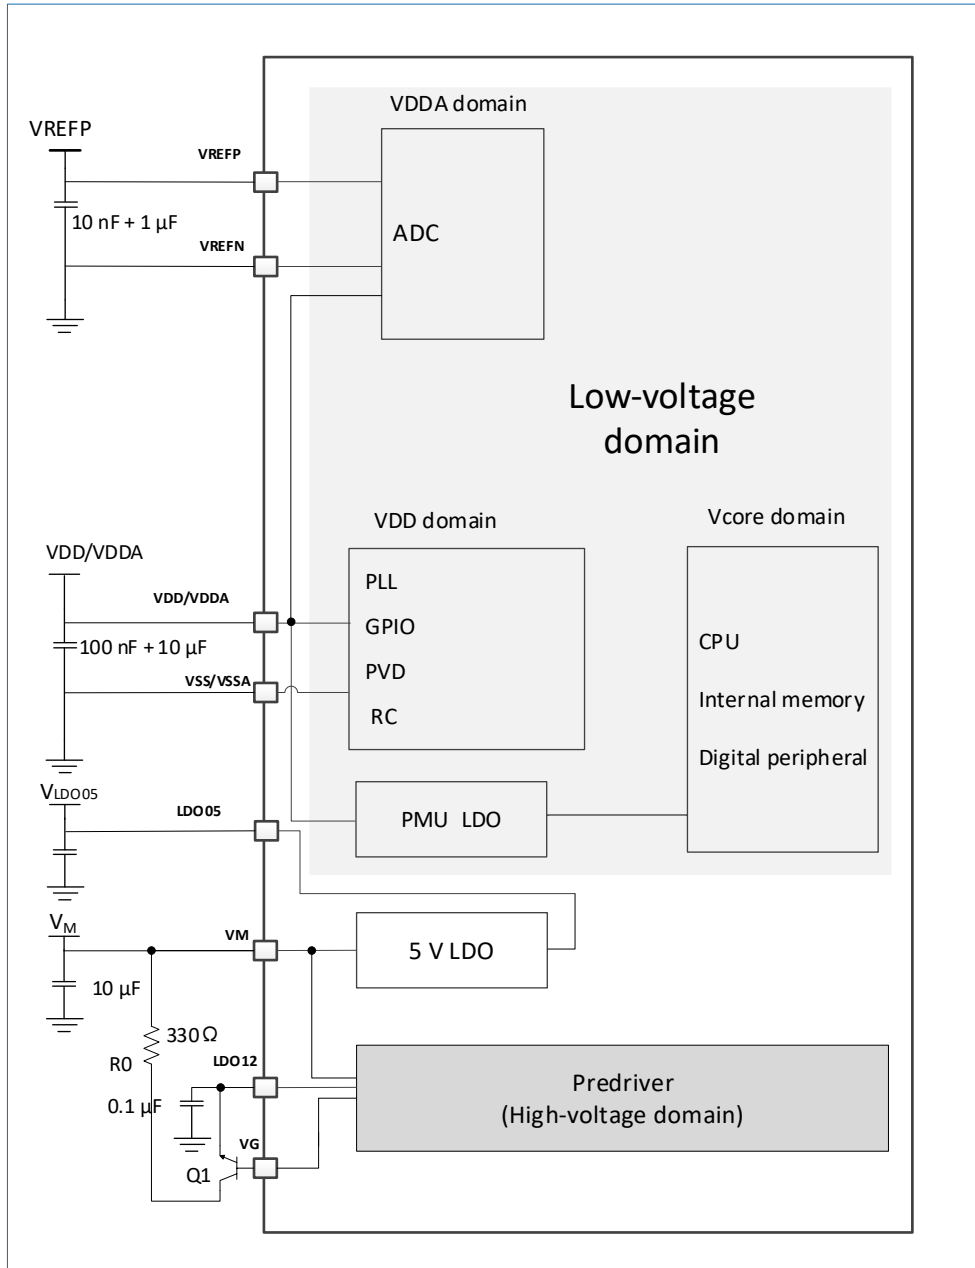 VDDA domain
VREFP
VREFP
10 nF + 1 µF
ADC
VREFN
Low-voltage
domain
VDD domain
Vcore domain
VDD/VDDA
VDD/VDDA
PLL
GPIO
PVD
RC
100 nF + 10 µF
VSS/VSSA
CPU
Internal memory
Digital peripheral
VLDO05
LDO05
PMU LDO
VM
VM
5 V LDO
10 µF
330 Ω
R0
LDO12
0.1 µF
Predriver
(High-voltage domain)
VG
Q1